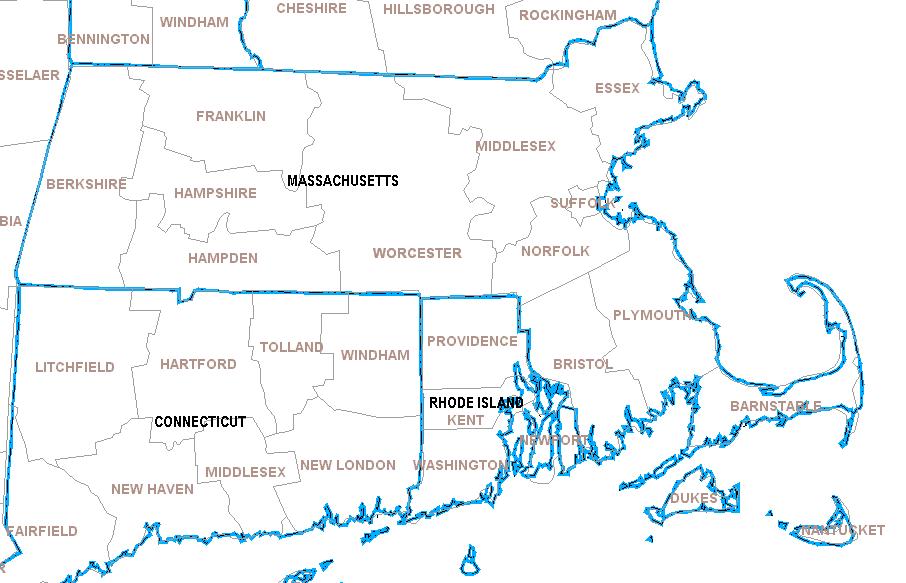 CHESHIRE
HILLSBOROUGH
ROCKINGHAM
WINDHAM
BENNINGTON
SSELAER
ESSEX
FRANKLIN
MIDDLESEX
MASSACHUSETTS
BERKSHIRE
HAMPSHIRE
SUFFOLK
BIA
WORCESTER
NORFOLK
HAMPDEN
PLYMOUTH
PROVIDENCE
TOLLAND
WINDHAM
LITCHFIELD
HARTFORD
BRISTOL
RHODE ISLAND
BARNSTABLE
KENT
CONNECTICUT
NEWPORT
NEW LONDON
WASHINGTON
MIDDLESEX
NEW HAVEN
DUKES
FAIRFIELD
NANTUCKET